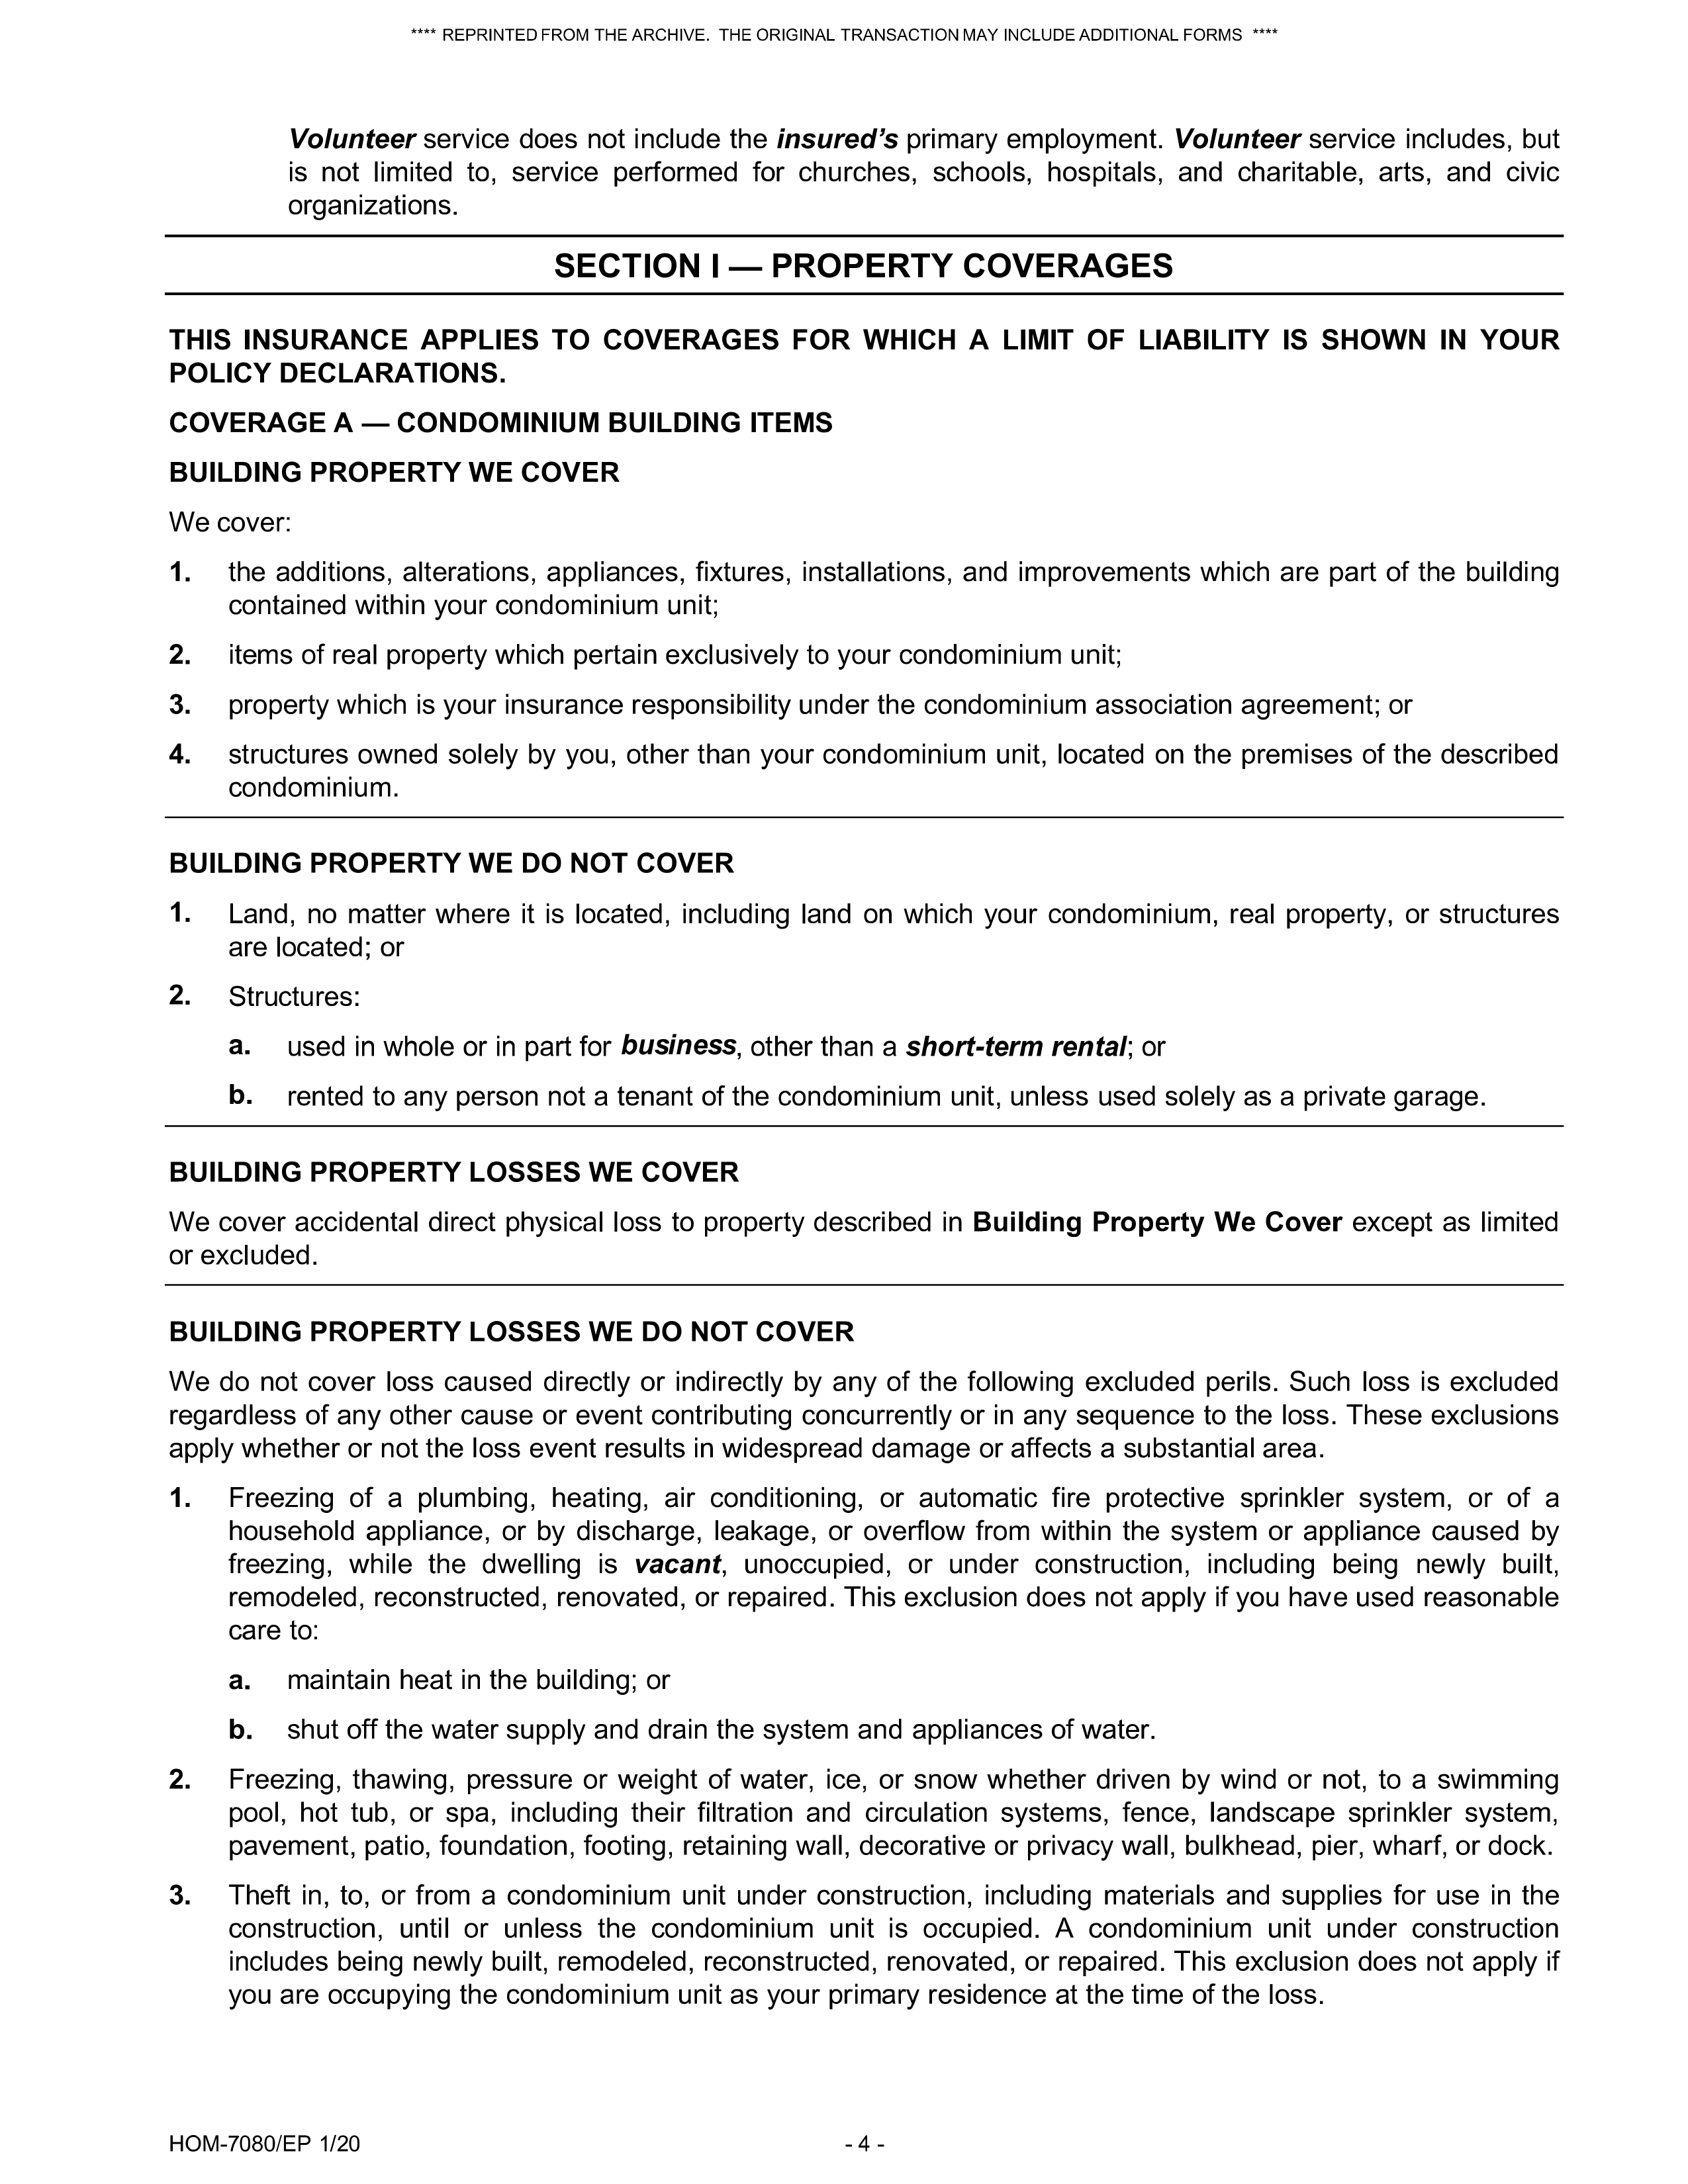 **** REPRINTED FROM THE ARCHIVE. THE ORIGINAL TRANSACTION MAY INCLUDE ADDITIONAL FORMS ****
Volunteer service does not include the insured’s primary employment. Volunteer service includes, but
is not limited to, service performed for churches, schools, hospitals, and charitable, arts, and civic
organizations.
SECTION I — PROPERTY COVERAGES
THIS INSURANCE APPLIES TO COVERAGES FOR WHICH A LIMIT OF LIABILITY IS SHOWN IN YOUR
POLICY DECLARATIONS.
COVERAGE A — CONDOMINIUM BUILDING ITEMS
BUILDING PROPERTY WE COVER
We cover:
1. the additions, alterations, appliances, fixtures, installations, and improvements which are part of the building
contained within your condominium unit;
2. items of real property which pertain exclusively to your condominium unit;
3. property which is your insurance responsibility under the condominium association agreement; or
4. structures owned solely by you, other than your condominium unit, located on the premises of the described
condominium.
BUILDING PROPERTY WE DO NOT COVER
1. Land, no matter where it is located, including land on which your condominium, real property, or structures
are located; or
2. Structures:
a. used in whole or in part for business, other than a short-term rental; or
b. rented to any person not a tenant of the condominium unit, unless used solely as a private garage.
BUILDING PROPERTY LOSSES WE COVER
We cover accidental direct physical loss to property described in Building Property We Cover except as limited
or excluded.
BUILDING PROPERTY LOSSES WE DO NOT COVER
We do not cover loss caused directly or indirectly by any of the following excluded perils. Such loss is excluded
regardless of any other cause or event contributing concurrently or in any sequence to the loss. These exclusions
apply whether or not the loss event results in widespread damage or affects a substantial area.
1. Freezing of a plumbing, heating, air conditioning, or automatic fire protective sprinkler system, or of a
household appliance, or by discharge, leakage, or overflow from within the system or appliance caused by
freezing, while the dwelling is vacant, unoccupied, or under construction, including being newly built,
remodeled, reconstructed, renovated, or repaired. This exclusion does not apply if you have used reasonable
care to:
a. maintain heat in the building; or
b. shut off the water supply and drain the system and appliances of water.
2. Freezing, thawing, pressure or weight of water, ice, or snow whether driven by wind or not, to a swimming
pool, hot tub, or spa, including their filtration and circulation systems, fence, landscape sprinkler system,
pavement, patio, foundation, footing, retaining wall, decorative or privacy wall, bulkhead, pier, wharf, or dock.
3. Theft in, to, or from a condominium unit under construction, including materials and supplies for use in the
construction, until or unless the condominium unit is occupied. A condominium unit under construction
includes being newly built, remodeled, reconstructed, renovated, or repaired. This exclusion does not apply if
you are occupying the condominium unit as your primary residence at the time of the loss.
HOM-7080/EP 1/20
- 4 -